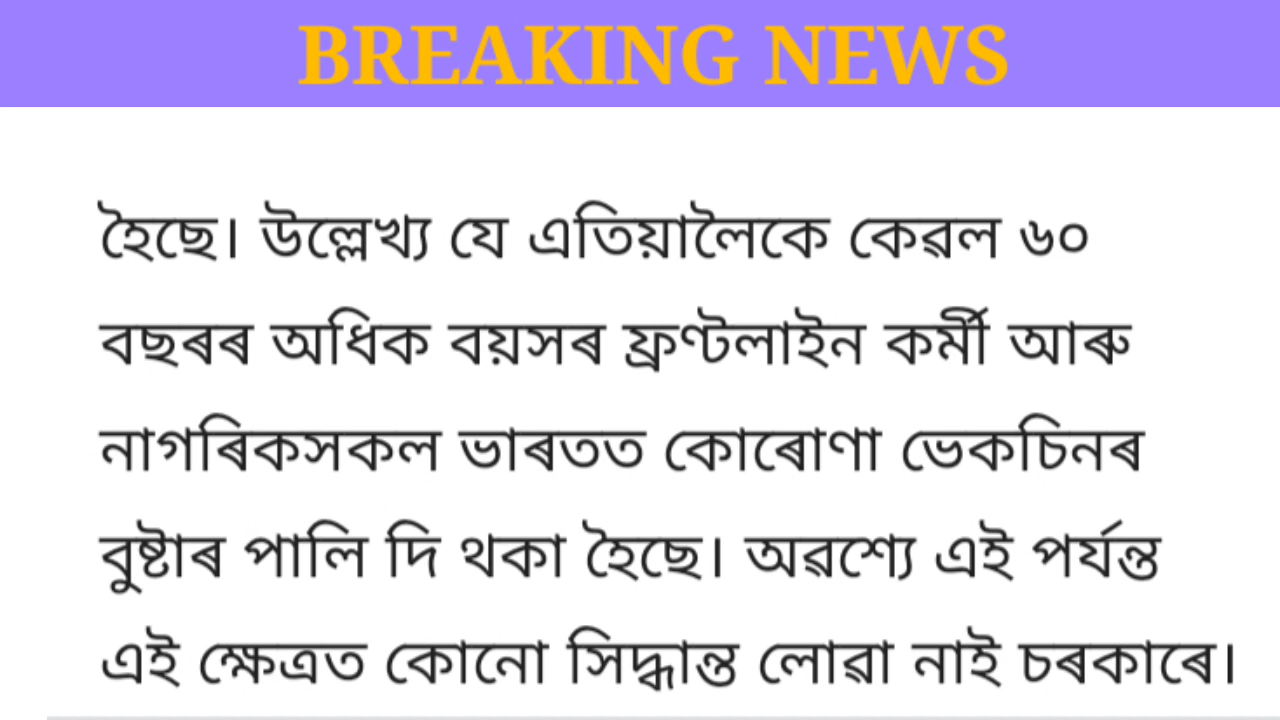 BREAKING NEWS
হৈছে। উল্লেখ্য যে এতিয়ালৈকে কেৱল ৬০
বছৰৰ অধিক বয়সৰ ফ্ৰণ্টলাইন কৰ্মী আৰু
নাগৰিকসকল ভাৰতত কোৰোণা ভেকচিনৰ
বুষ্টাৰ পালি দি থকা হৈছে। অৱশ্যে এই পৰ্যন্ত
এই ক্ষেত্ৰত কোনো সিদ্ধান্ত লোৱা নাই চৰকাৰে।